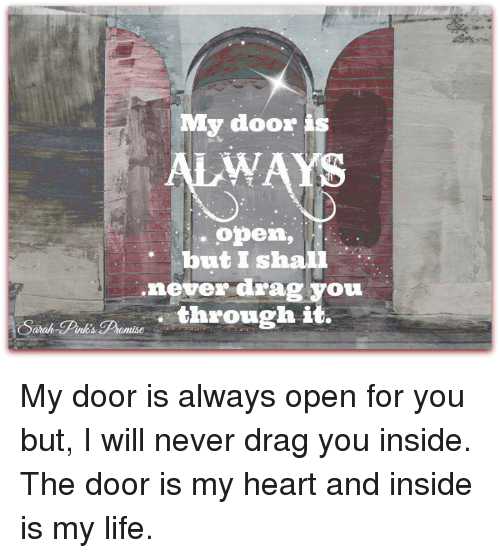 My door is
ALWAYS
open,
but I shall
.never drag you
through it.
Sarah-Pink's Promise
My door is always open for you
but, I will never drag you inside.
The door is my heart and inside
is my life.